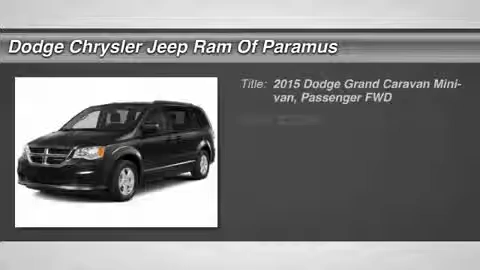 Dodge Chrysler Jeep Ram Of Paramus
Title: 2015 Dodge Grand Caravan Mini-
van, Passenger FWD